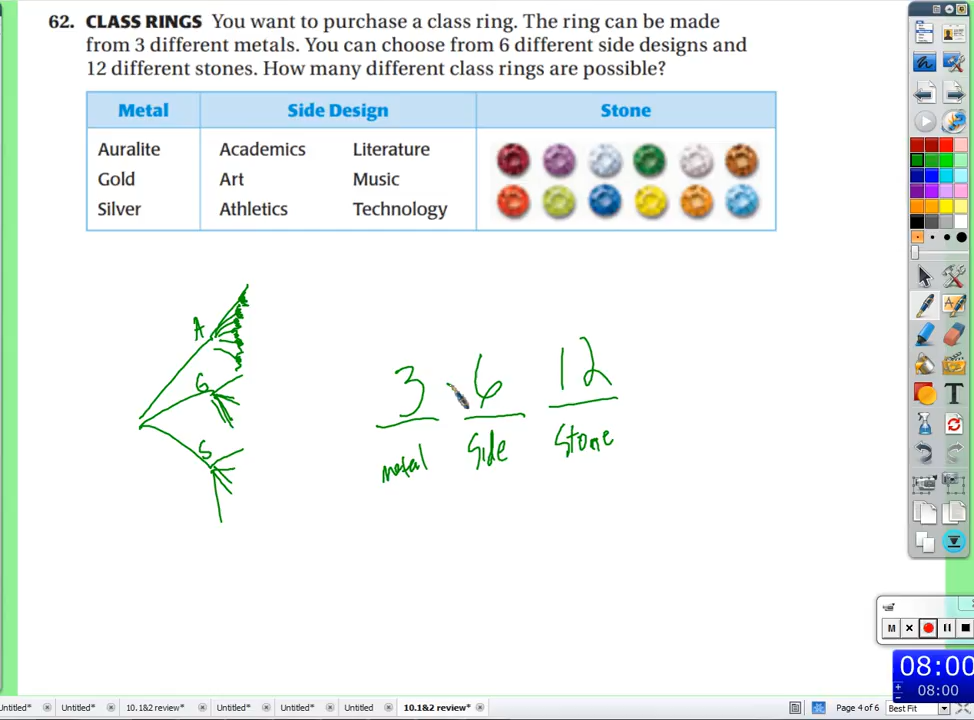 62. CLASS RINGS You want to purchase a class ring. The ring can be made
from 3 different metals. You can choose from 6 different side designs and
12 different stones. How many different class rings are possible?
Metal Side Design Stone
Auralite Academics Literature
Gold Art Music
Silver Athletics Technology
A
G
S
3 6 12
metal Side Stone
T
M
08:00
08:00
Untitled* Untitled* 10.1&2 review* Untitled* Untitled* Untitled 10.1&2 review* Page 4 of 6 Best Fit